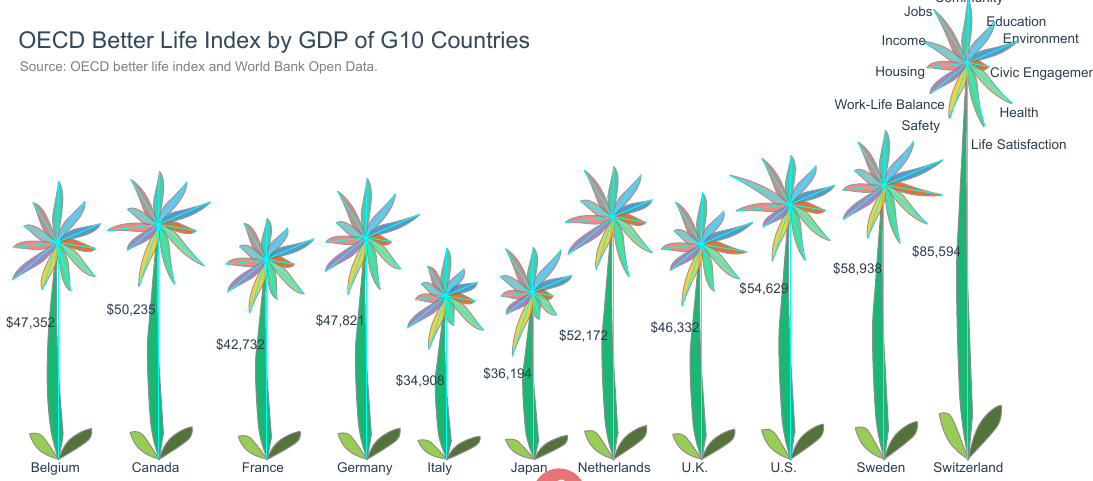 Community
Jobs
Education
OECD Better Life Index by GDP of G10 Countries
Income
Environment
Source: OECD better life index and World Bank Open Data.
Housing
Civic Engagemen
Work-Life Balance
Health
Safety
Life Satisfaction
$85,594
$58,938
$54,629
$50,235
$47,352
$47,821
$46,332
$52,172
$42,732
$36,194
$34,908
Belgium
Canada
France
Germany
Italy
Japan
Netherlands
U.K.
U.S.
Sweden
Switzerland